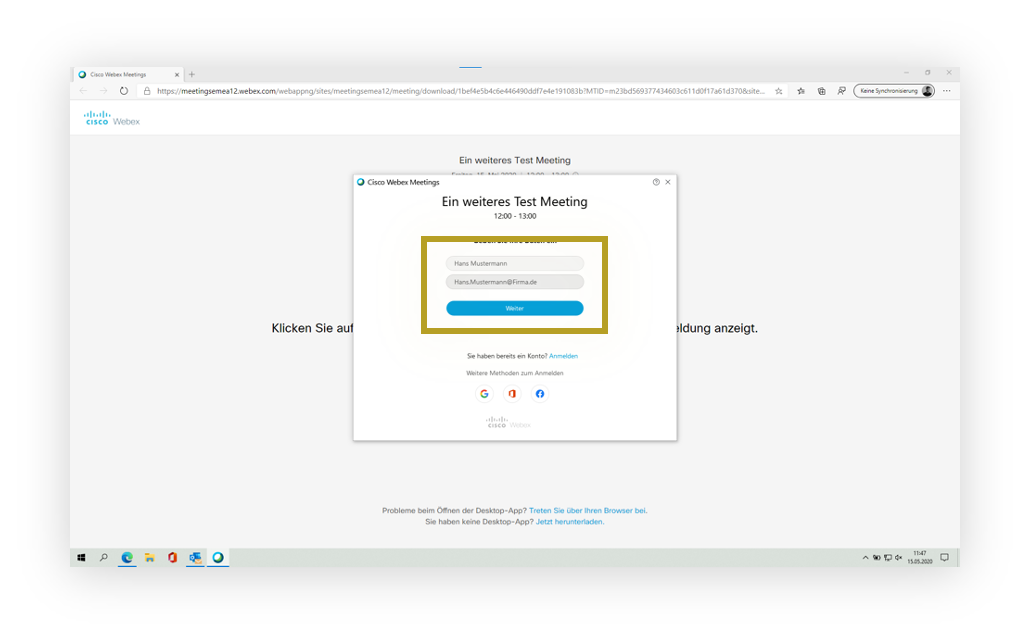 Cisco Webex Meetings
https://meetingsemea12.webex.com/webappng/sites/meetingsemea12/meeting/download/1bef4e5b4c6e446490ddf7e4e191083b?MTID=m23bd569377434603c611d0f17a61d370&site...
Keine Synchronisierung
cisco Webex
Ein weiteres Test Meeting
Cisco Webex Meetings
Ein weiteres Test Meeting
12:00 - 13:00
Hans Mustermann
Hans.Mustermann@Firma.de
Weiter
Klicken Sie auf
eldung anzeigt.
Sie haben bereits ein Konto? Anmelden
Weitere Methoden zum Anmelden
cisco Webex
Probleme beim Öffnen der Desktop-App? Treten Sie über Ihren Browser bei.
Sie haben keine Desktop-App? Jetzt herunterladen.
11:47
15.05.2020